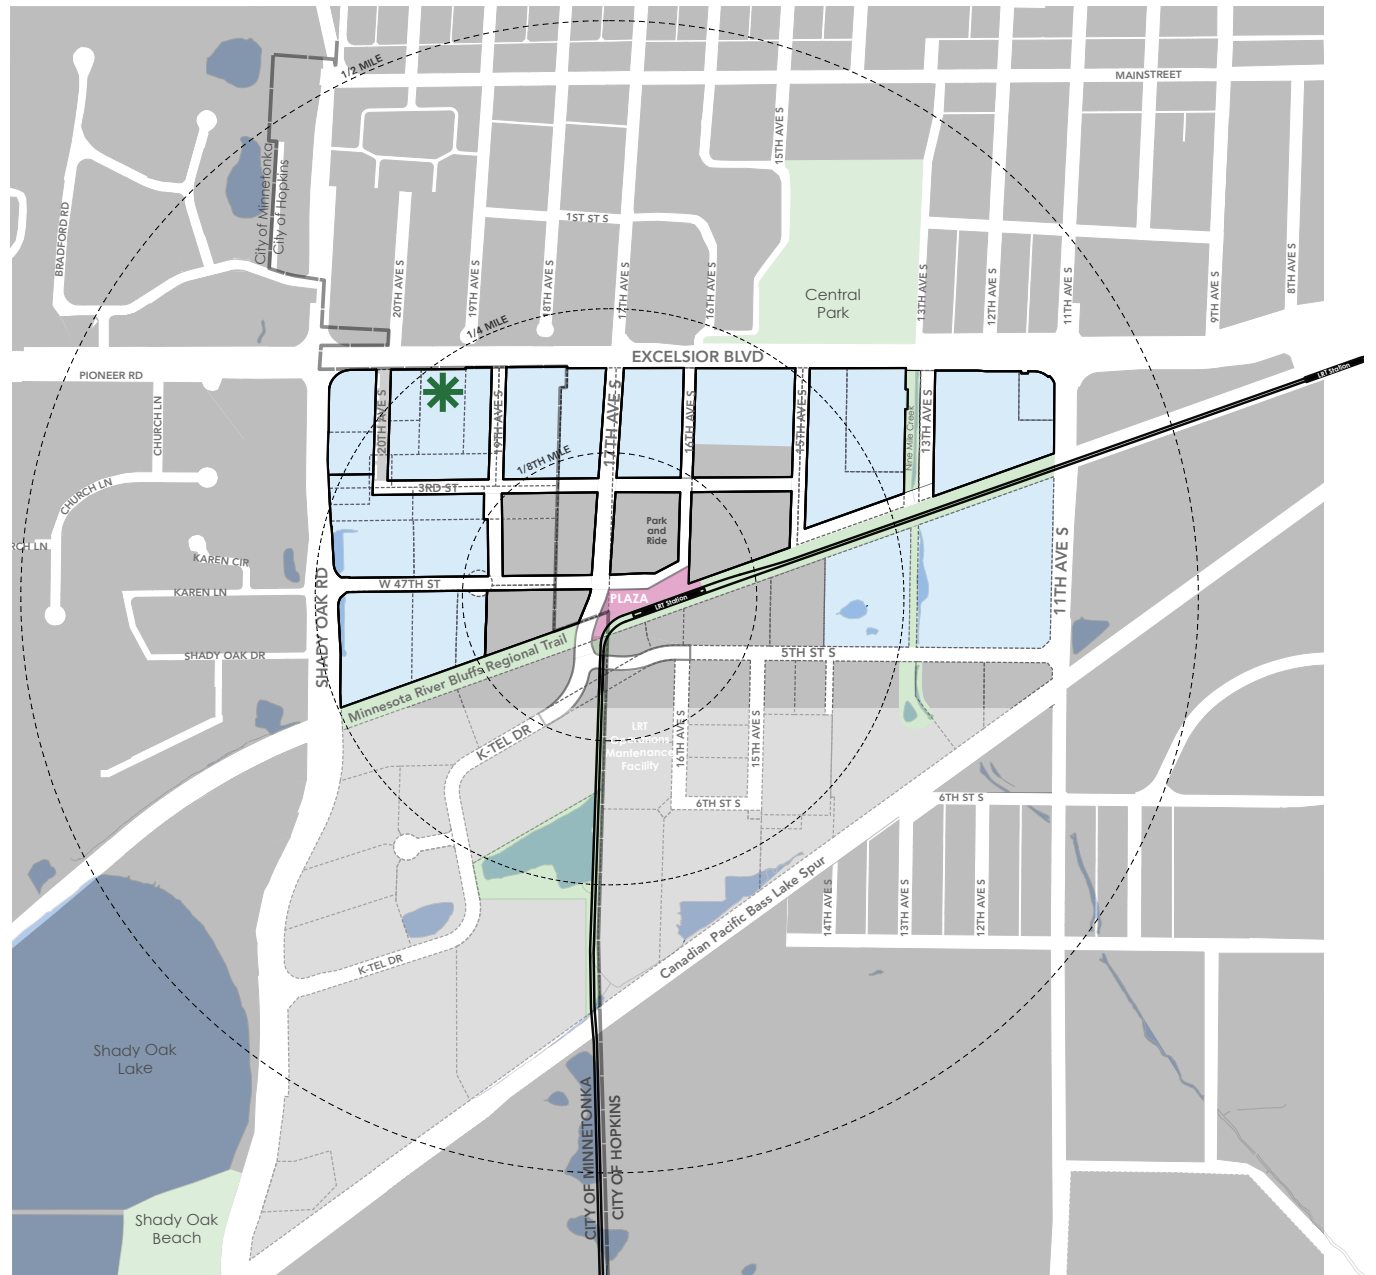 1/2 MILE
MAINSTREET
15TH AVE S
City of Minnetonka
City of Hopkins
BRADFORD RD
1ST ST S
20TH AVE S
19TH AVE S
18TH AVE S
17TH AVE S
16TH AVE S
Central
Park
13TH AVE S
12TH AVE S
11TH AVE S
9TH AVE S
8TH AVE S
1/4 MILE
EXCELSIOR BLVD
LRT Station
PIONEER RD
CHURCH LN
20TH AVE S
19TH AVE S
17TH AVE S
16TH AVE S
15TH AVE S
Nine Mile Creek
13TH AVE S
1/8TH MILE
3RD ST
CHURCH LN
Park
and
Ride
RCH LN
KAREN CIR
KAREN LN
W 47TH ST
PLAZA
LRT Station
11TH AVE S
SHADY OAK RD
SHADY OAK DR
Minnesota River Bluffs Regional Trail
5TH ST S
K-TEL DR
LRT
Operations
Mantenance
Facility
16TH AVE S
15TH AVE S
6TH ST S
6TH ST S
Canadian Pacific Bass Lake Spur
14TH AVE S
13TH AVE S
12TH AVE S
K-TEL DR
Shady Oak
Lake
CITY OF MINNETONKA
CITY OF HOPKINS
Shady Oak
Beach